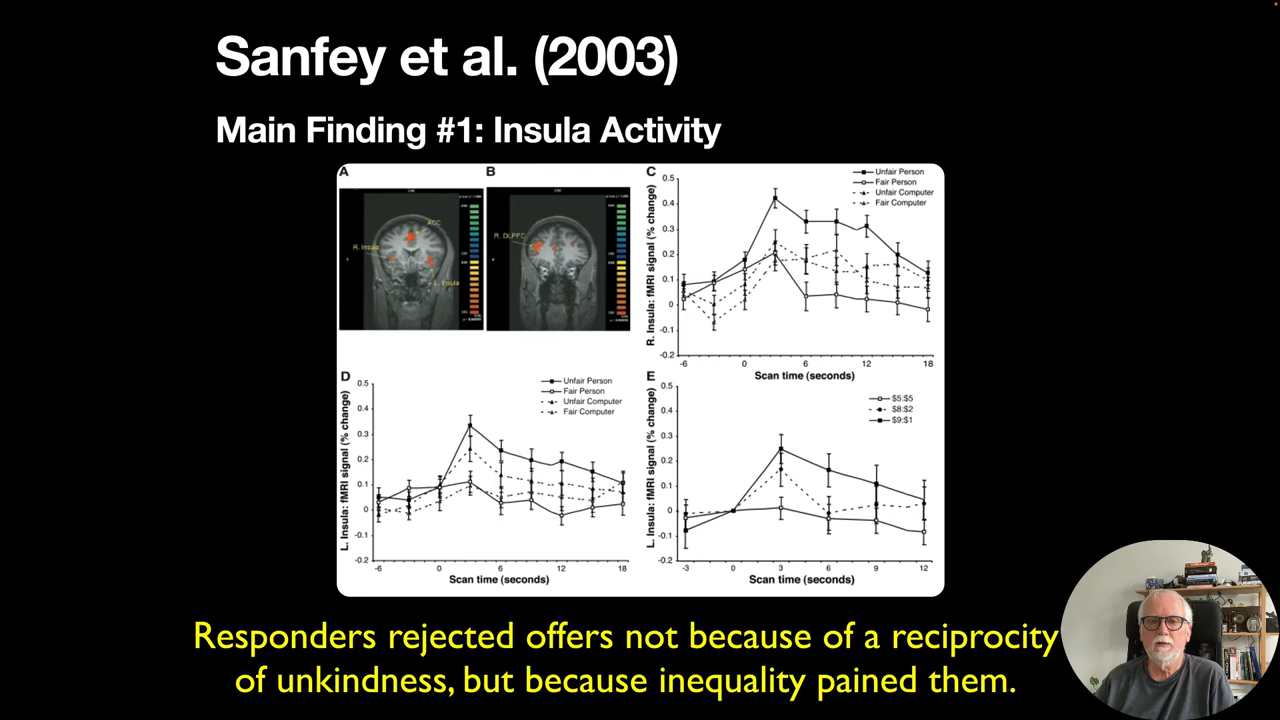 Sanfey et al. (2003)
Main Finding #1: Insula Activity
A
ACC
R. Insula
L. Insula
B
R. DLPFC
C
Unfair Person
Fair Person
Unfair Computer
Fair Computer
R. Insula: fMRI signal (% change)
0.5
0.4
0.3
0.2
0.1
0
-0.1
-0.2
-6 0 6 12 18
Scan time (seconds)
D
Unfair Person
Fair Person
Unfair Computer
Fair Computer
L. Insula: fMRI signal (% change)
0.5
0.4
0.3
0.2
0.1
0
-0.1
-0.2
-6 0 6 12 18
Scan time (seconds)
E
$5:$5
$8:$2
$9:$1
L. Insula: fMRI signal (% change)
0.5
0.4
0.3
0.2
0.1
0
-0.1
-0.2
-3 0 3 6 9 12
Scan time (seconds)
Responders rejected offers not because of a reciprocity
of unkindness, but because inequality pained them.